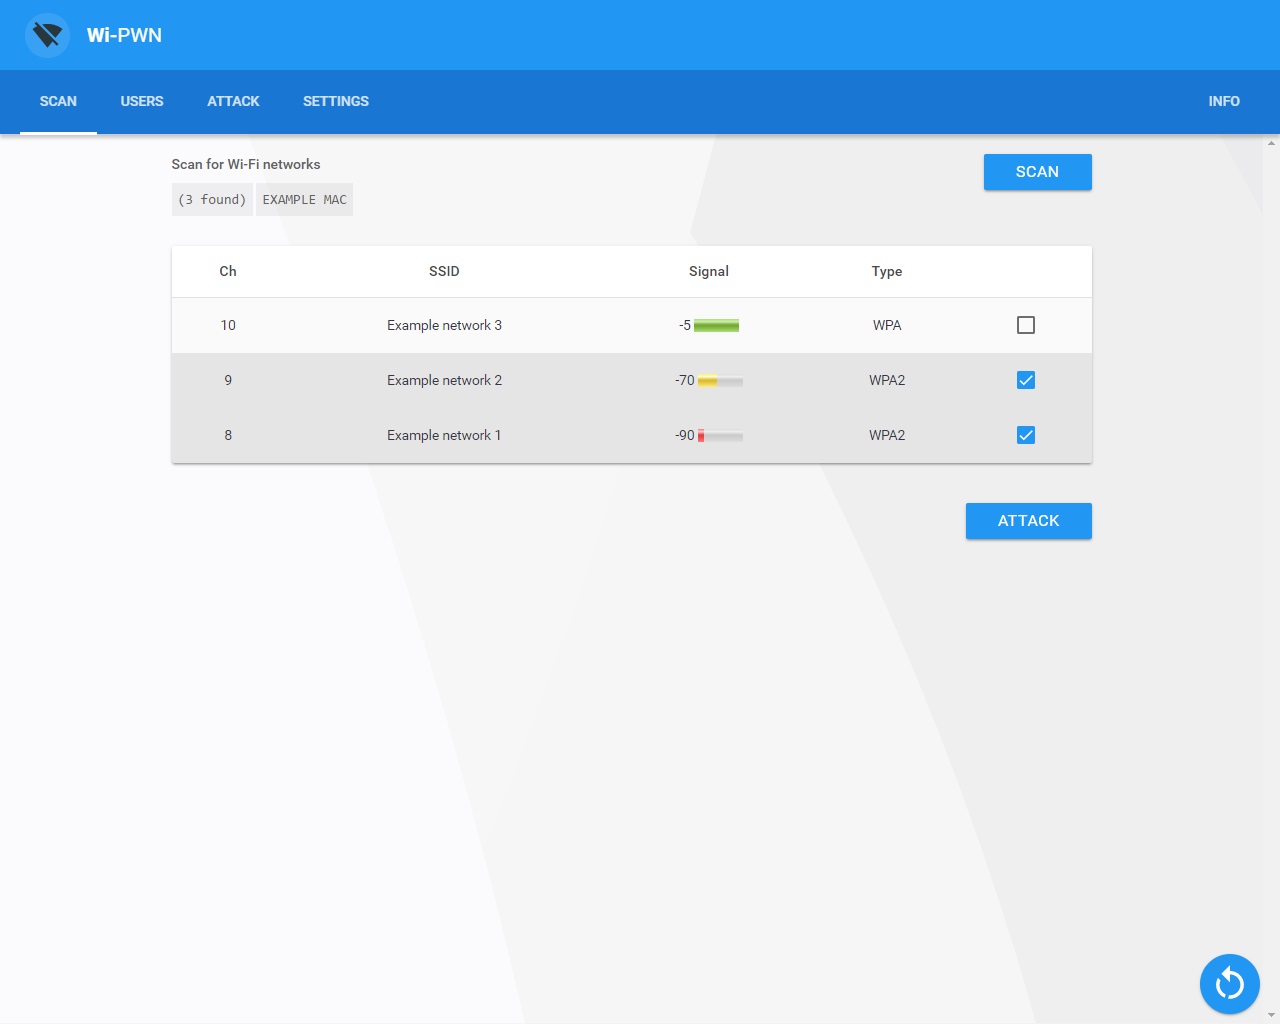 Wi-PWN
SCAN USERS ATTACK SETTINGS INFO
Scan for Wi-Fi networks
SCAN
(3 found) EXAMPLE MAC
Ch SSID Signal Type
10 Example network 3 -5 WPA
9 Example network 2 -70 WPA2
8 Example network 1 -90 WPA2
ATTACK